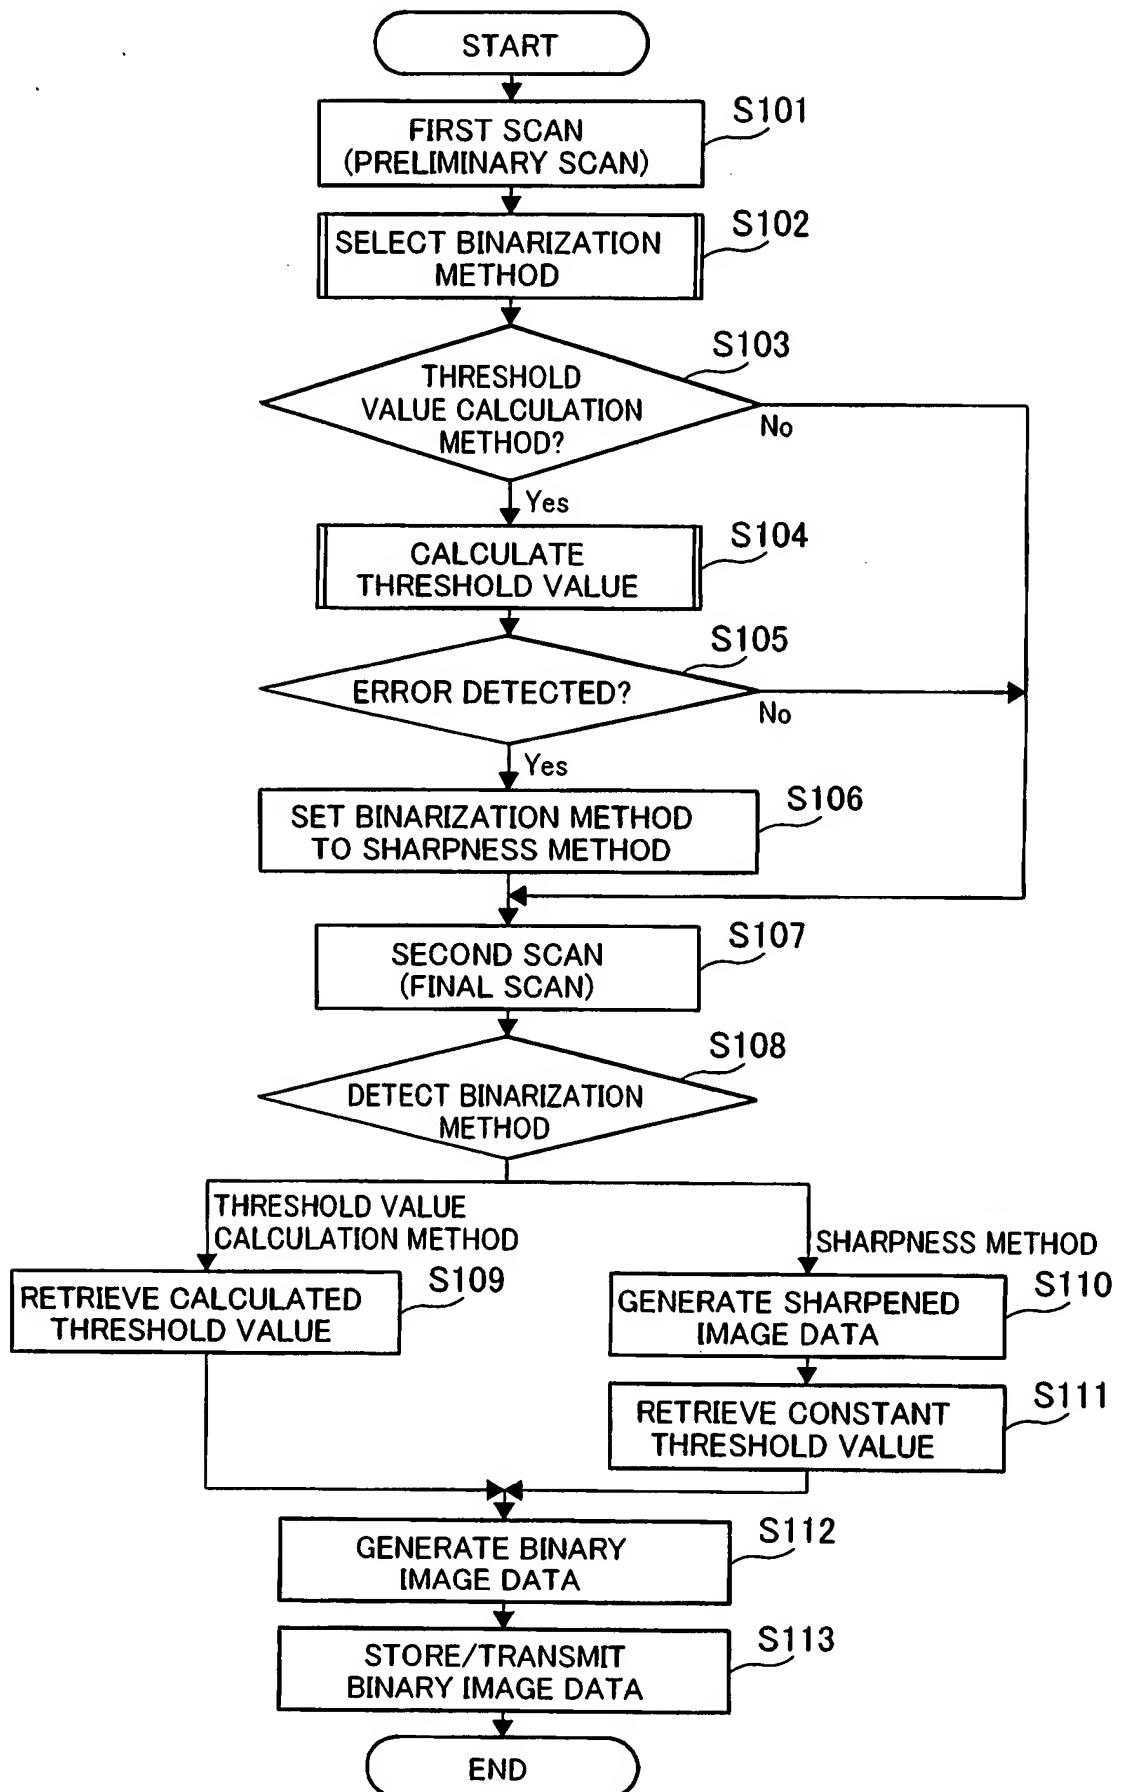 START
S101
FIRST SCAN
(PRELIMINARY SCAN)
S102
SELECT BINARIZATION
METHOD
S103
THRESHOLD
VALUE CALCULATION
METHOD?
No
Yes
S104
CALCULATE
THRESHOLD VALUE
S105
ERROR DETECTED?
No
Yes
S106
SET BINARIZATION METHOD
TO SHARPNESS METHOD
S107
SECOND SCAN
(FINAL SCAN)
S108
DETECT BINARIZATION
METHOD
THRESHOLD VALUE
CALCULATION METHOD
SHARPNESS METHOD
S109
RETRIEVE CALCULATED
THRESHOLD VALUE
S110
GENERATE SHARPENED
IMAGE DATA
S111
RETRIEVE CONSTANT
THRESHOLD VALUE
S112
GENERATE BINARY
IMAGE DATA
S113
STORE/TRANSMIT
BINARY IMAGE DATA
END